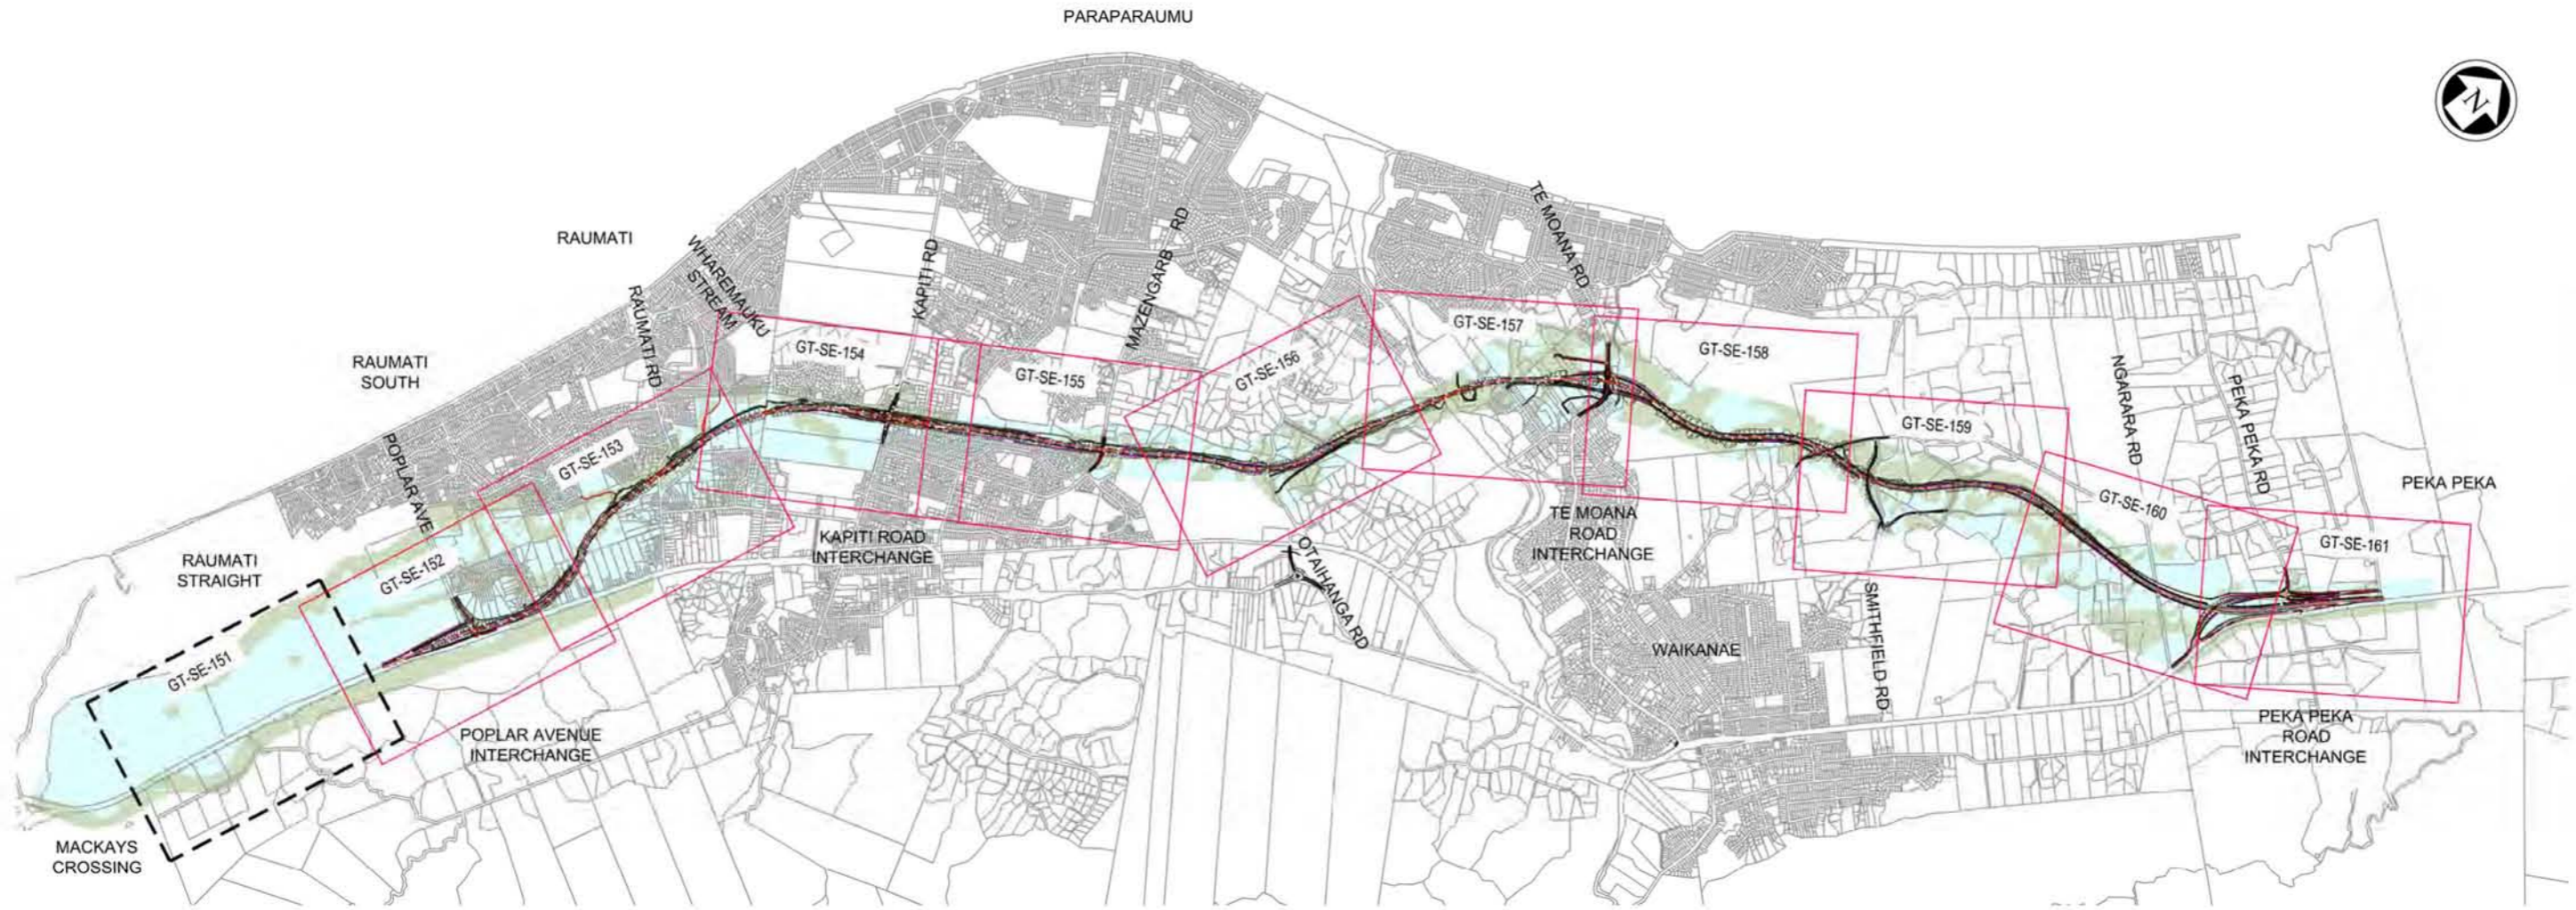 PARAPARAUMU
N
RAUMATI
WHAREMAUKU
STREAM
RAUMATI RD
KAPITI RD
MAZENGARB RD
TE MOANA RD
RAUMATI
SOUTH
POPLAR AVE
GT-SE-153
GT-SE-154
GT-SE-155
GT-SE-156
GT-SE-157
GT-SE-158
GT-SE-159
NGARARA RD
PEKA PEKA RD
GT-SE-160
PEKA PEKA
RAUMATI
STRAIGHT
GT-SE-152
KAPITI ROAD
INTERCHANGE
OTAIHANGA RD
TE MOANA
ROAD
INTERCHANGE
GT-SE-161
GT-SE-151
WAIKANAE
SMITHFIELD RD
POPLAR AVENUE
INTERCHANGE
PEKA PEKA
ROAD
INTERCHANGE
MACKAYS
CROSSING